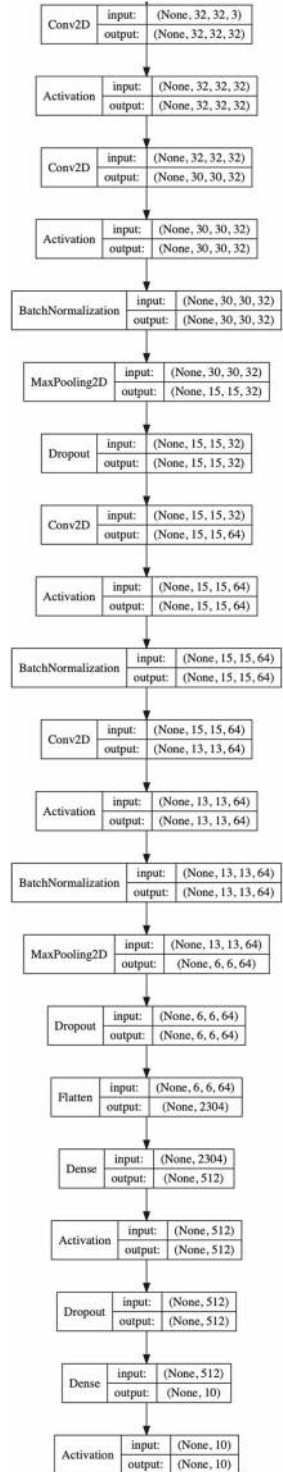 Conv2D input: (None, 32, 32, 3)
output: (None, 32, 32, 32)
Activation input: (None, 32, 32, 32)
output: (None, 32, 32, 32)
Conv2D input: (None, 32, 32, 32)
output: (None, 30, 30, 32)
Activation input: (None, 30, 30, 32)
output: (None, 30, 30, 32)
BatchNormalization input: (None, 30, 30, 32)
output: (None, 30, 30, 32)
MaxPooling2D input: (None, 30, 30, 32)
output: (None, 15, 15, 32)
Dropout input: (None, 15, 15, 32)
output: (None, 15, 15, 32)
Conv2D input: (None, 15, 15, 32)
output: (None, 15, 15, 64)
Activation input: (None, 15, 15, 64)
output: (None, 15, 15, 64)
BatchNormalization input: (None, 15, 15, 64)
output: (None, 15, 15, 64)
Conv2D input: (None, 15, 15, 64)
output: (None, 13, 13, 64)
Activation input: (None, 13, 13, 64)
output: (None, 13, 13, 64)
BatchNormalization input: (None, 13, 13, 64)
output: (None, 13, 13, 64)
MaxPooling2D input: (None, 13, 13, 64)
output: (None, 6, 6, 64)
Dropout input: (None, 6, 6, 64)
output: (None, 6, 6, 64)
Flatten input: (None, 6, 6, 64)
output: (None, 2304)
Dense input: (None, 2304)
output: (None, 512)
Activation input: (None, 512)
output: (None, 512)
Dropout input: (None, 512)
output: (None, 512)
Dense input: (None, 512)
output: (None, 10)
Activation input: (None, 10)
output: (None, 10)